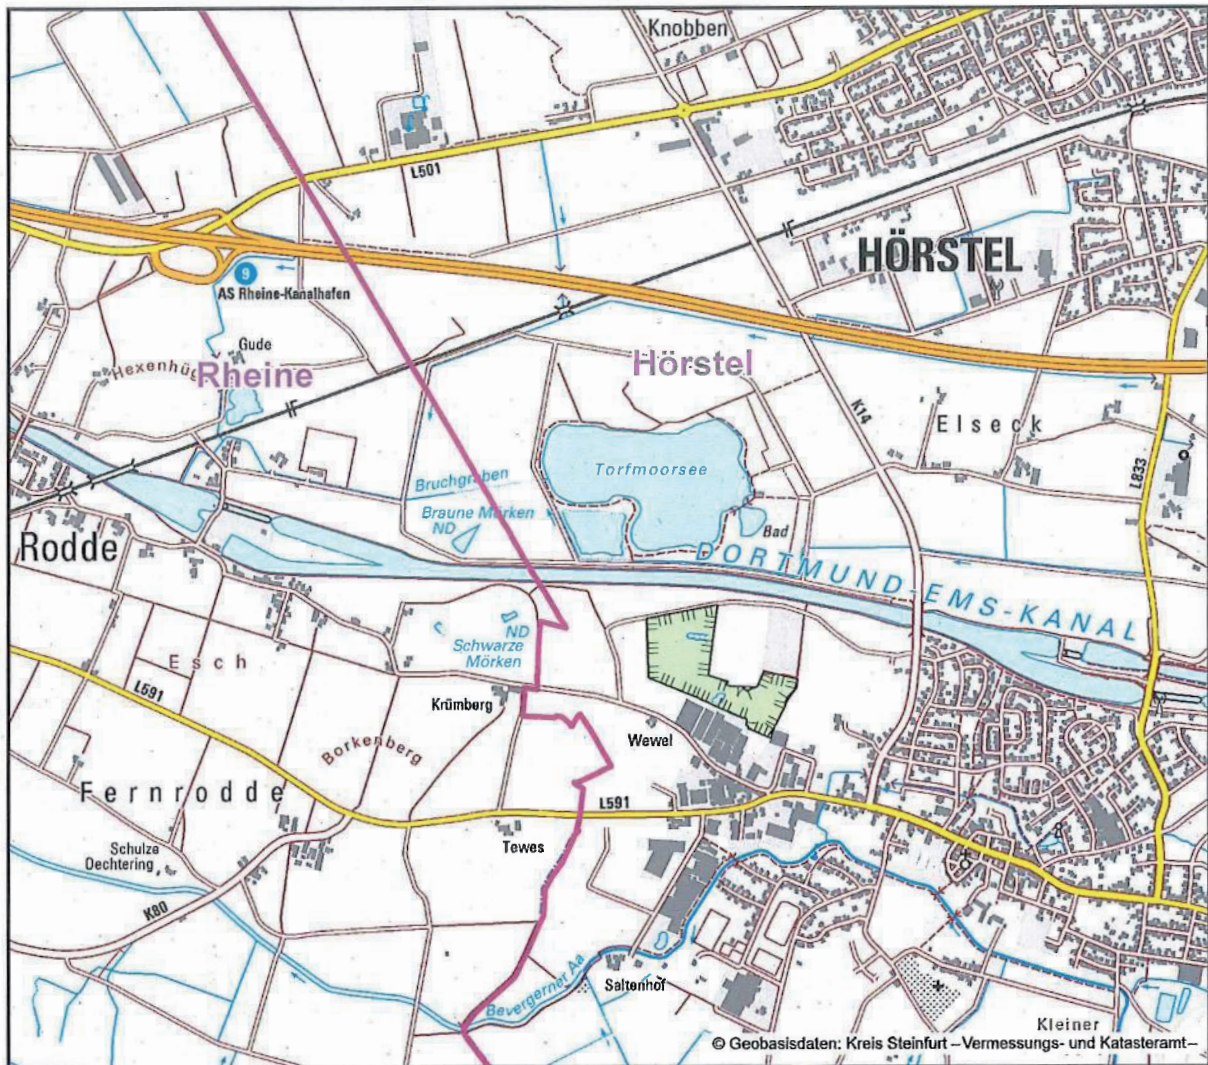 Knobben
L501
HÖRSTEL
9
AS Rheine-Kanalhafen
Gude
Hexenhüg
Rheine
Hörstel
K14
Elseck
L833
Torfmoorsee
Bruchgraben
Braune Mörken
ND
Bad
Rodde
DORTMUND-EMS-KANAL
ND
Schwarze
Mörken
Esch
L591
Krümberg
Wewel
Borkenberg
Fernrodde
L591
Tewes
Schulze
Oechtering
K80
Bevergerner Aa
Saltenhof
Kleiner
© Geobasisdaten: Kreis Steinfurt –Vermessungs- und Katasteramt–